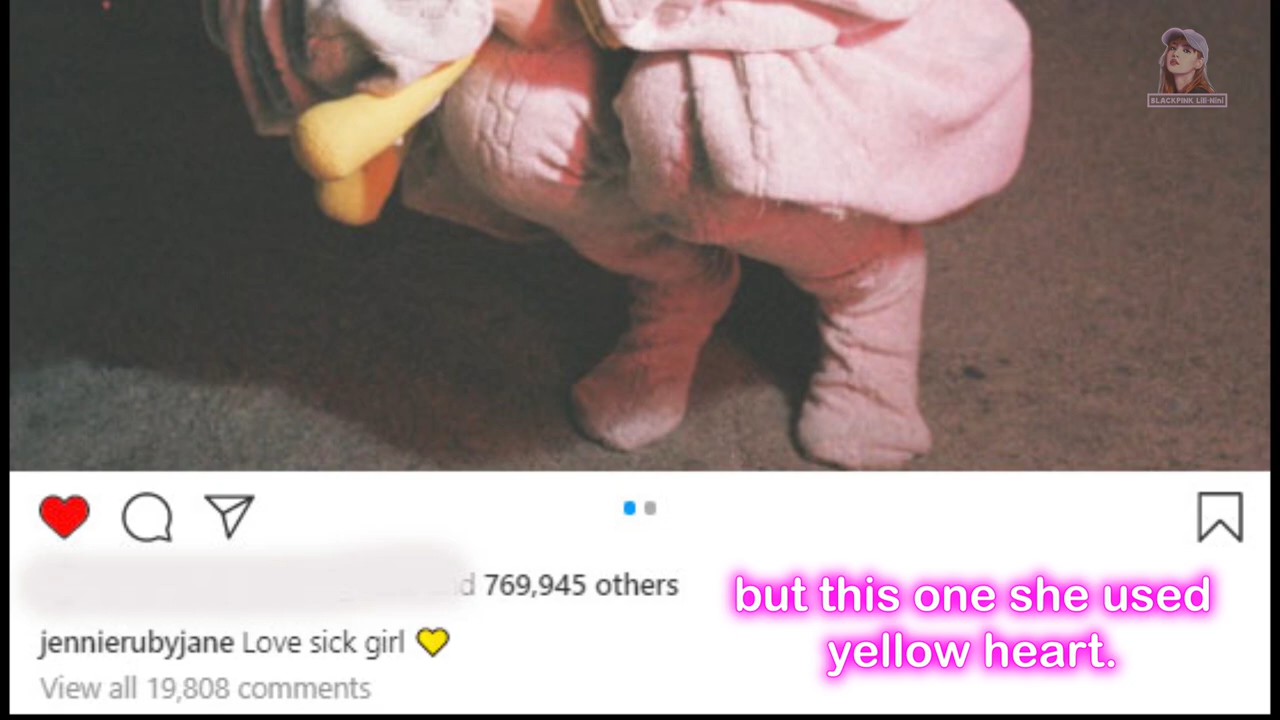 BLACKPINK Lili-Nini
d 769,945 others
but this one she used
yellow heart.
jennierubyjane Love sick girl 💛
View all 19,808 comments